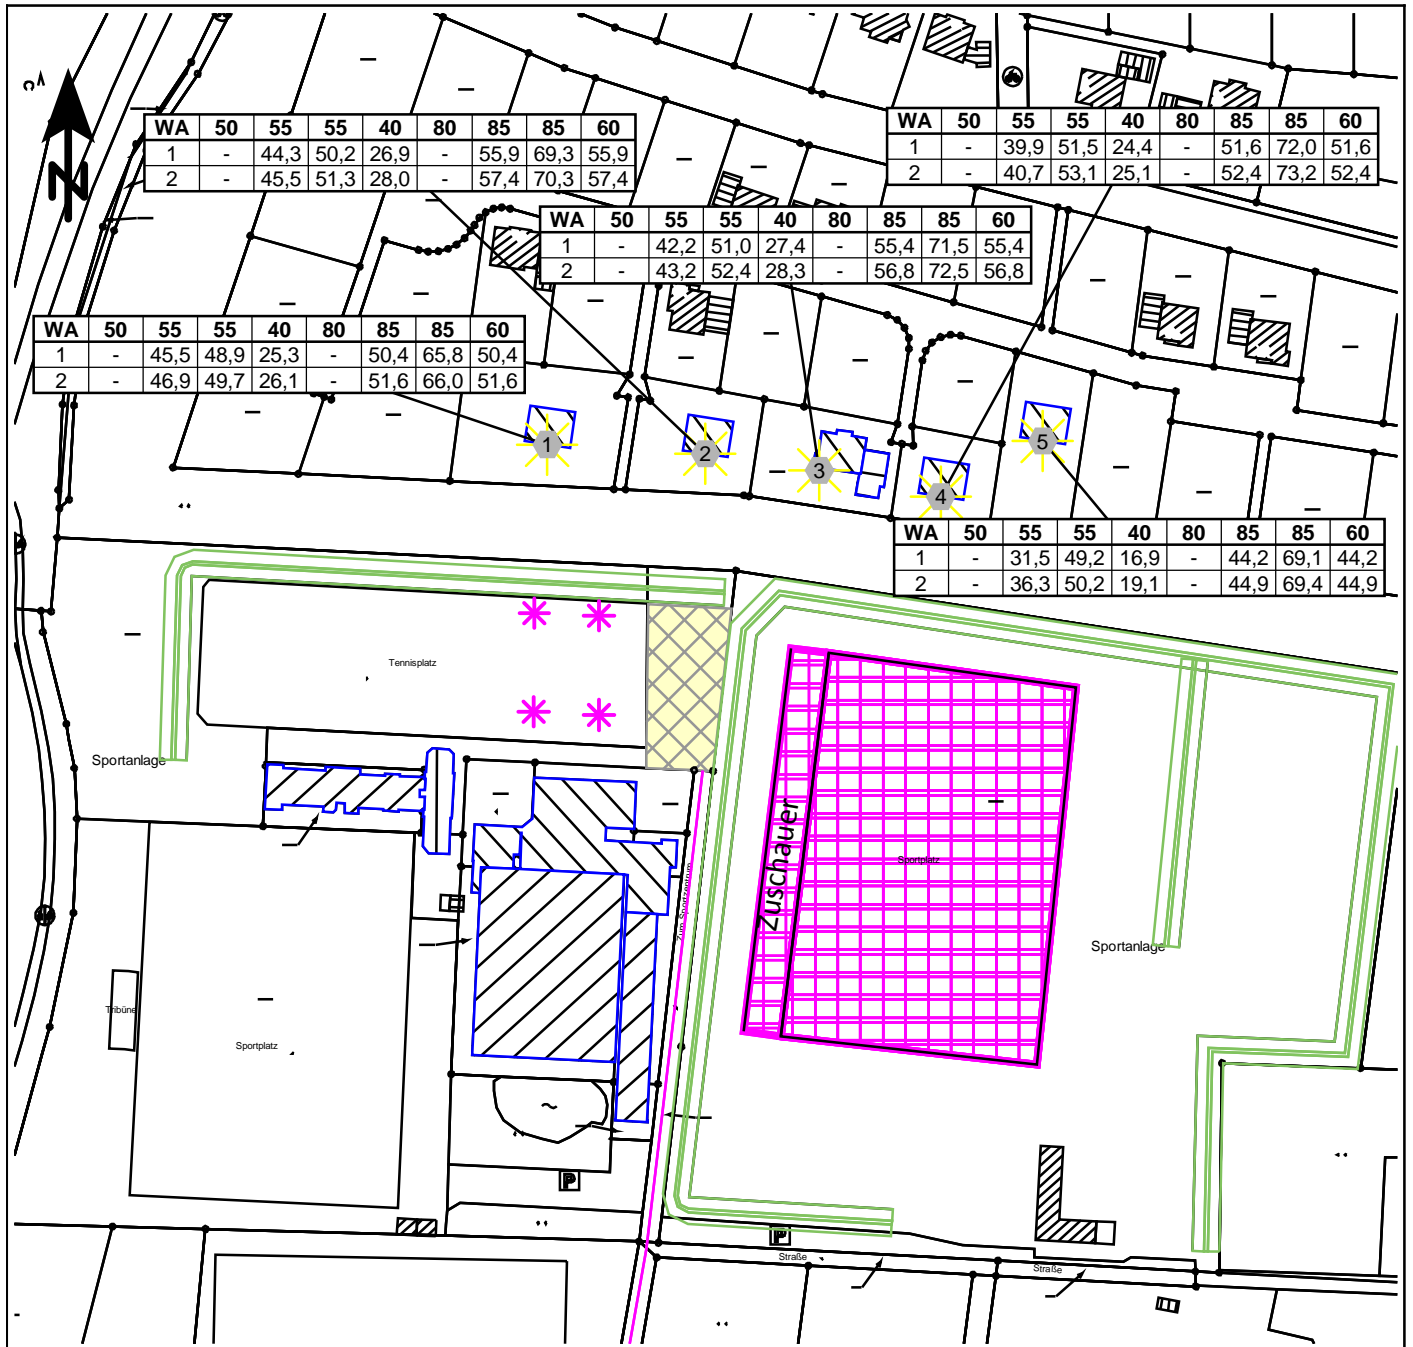 N
WA 50 55 55 40 80 85 85 60
1 - 44,3 50,2 26,9 - 55,9 69,3 55,9
2 - 45,5 51,3 28,0 - 57,4 70,3 57,4
WA 50 55 55 40 80 85 85 60
1 - 39,9 51,5 24,4 - 51,6 72,0 51,6
2 - 40,7 53,1 25,1 - 52,4 73,2 52,4
WA 50 55 55 40 80 85 85 60
1 - 42,2 51,0 27,4 - 55,4 71,5 55,4
2 - 43,2 52,4 28,3 - 56,8 72,5 56,8
WA 50 55 55 40 80 85 85 60
1 - 45,5 48,9 25,3 - 50,4 65,8 50,4
2 - 46,9 49,7 26,1 - 51,6 66,0 51,6
1
2
3
4
5
WA 50 55 55 40 80 85 85 60
1 - 31,5 49,2 16,9 - 44,2 69,1 44,2
2 - 36,3 50,2 19,1 - 44,9 69,4 44,9
Tennisplatz
Sportanlage
Zuschauer
Sportplatz
Zum Sportzentrum
Sportanlage
Tribüne
Sportplatz
P
P
Straße
Straße